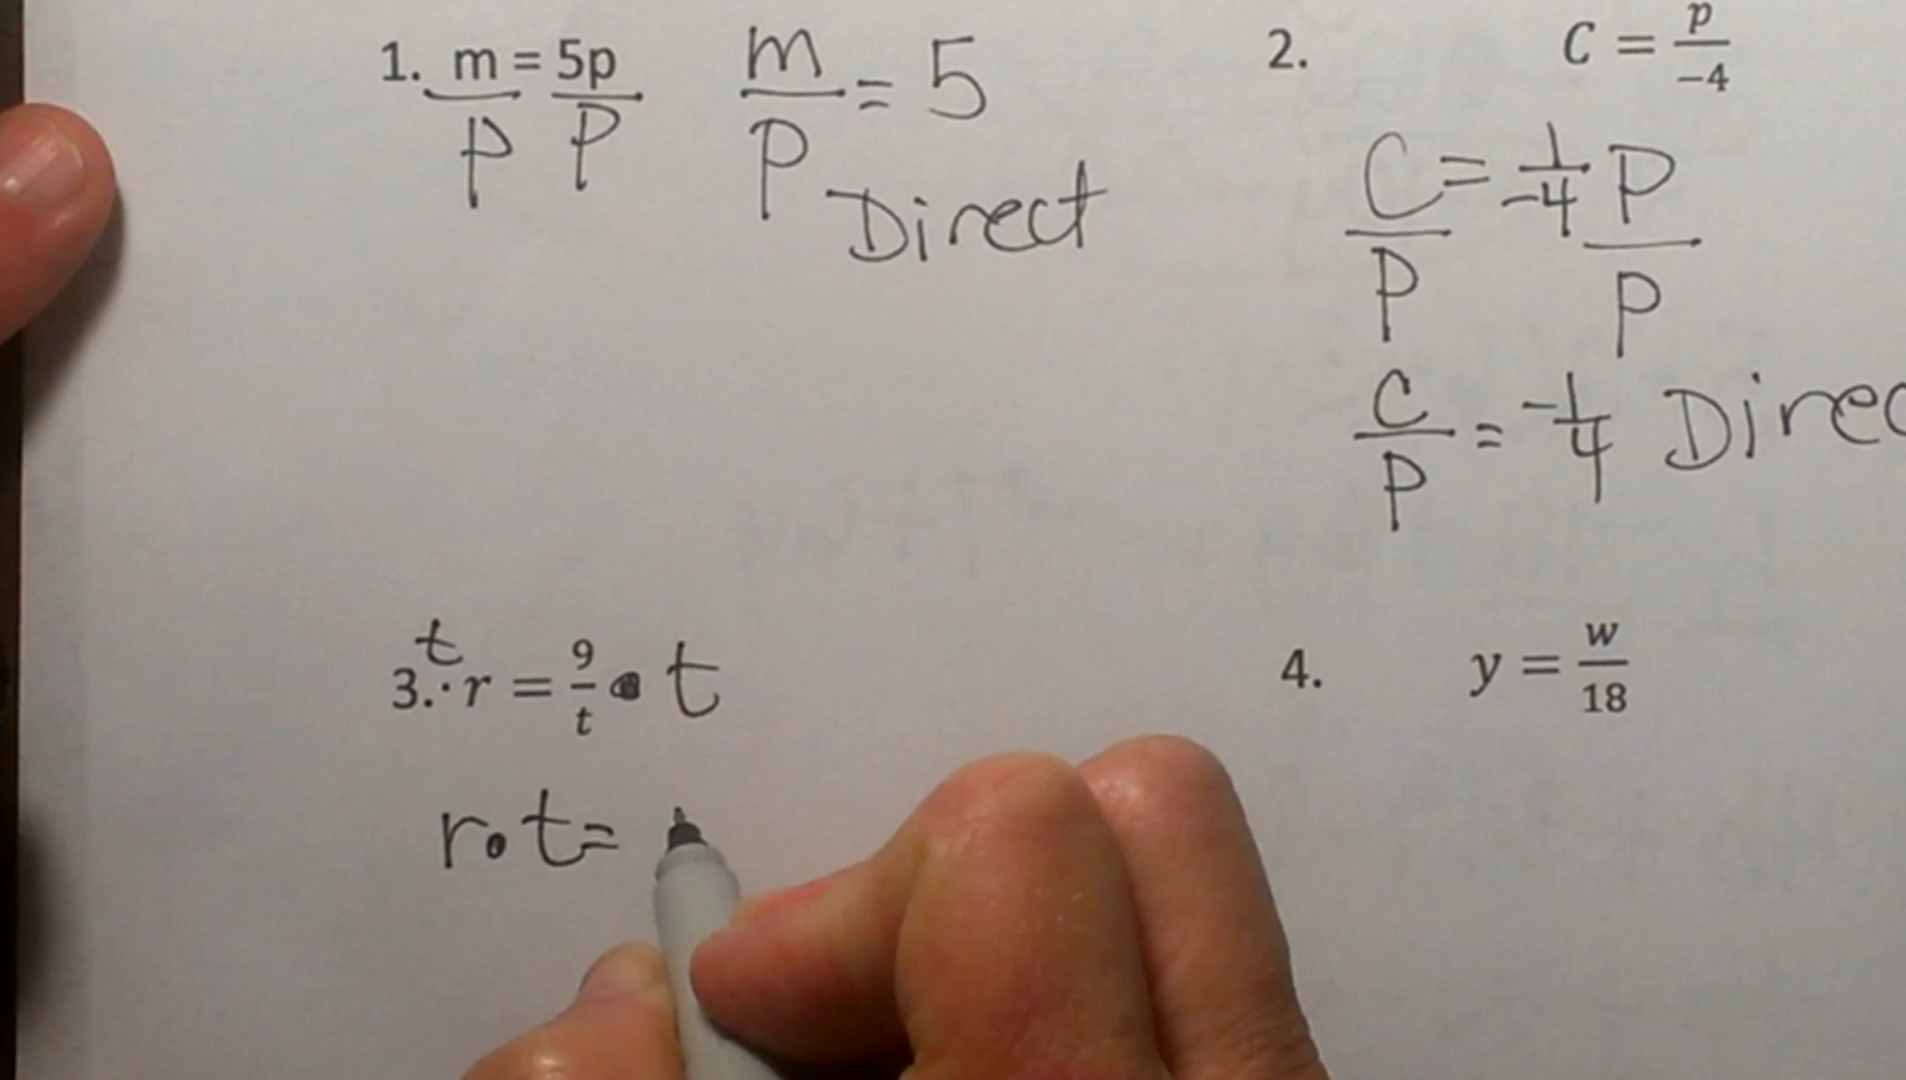 1. m = 5p
p p
m/p = 5
Direct
2. C = p/-4
C/p = 1/-4 p/p
C/p = -1/4 Direc
3. t · r = 9/t • t
r • t =
4. y = w/18